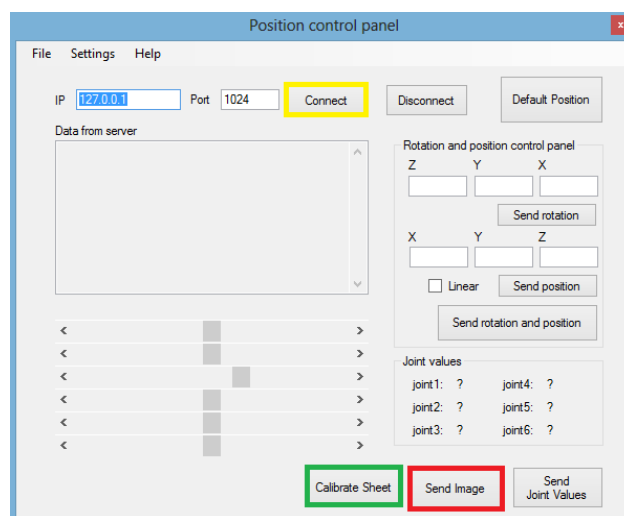 Position control panel
x
File Settings Help
IP 127.0.0.1 Port 1024 Connect Disconnect Default Position
Data from server
Rotation and position control panel
Z Y X
Send rotation
X Y Z
Linear Send position
Send rotation and position
Joint values
joint1: ? joint4: ?
joint2: ? joint5: ?
joint3: ? joint6: ?
Calibrate Sheet Send Image Send
Joint Values